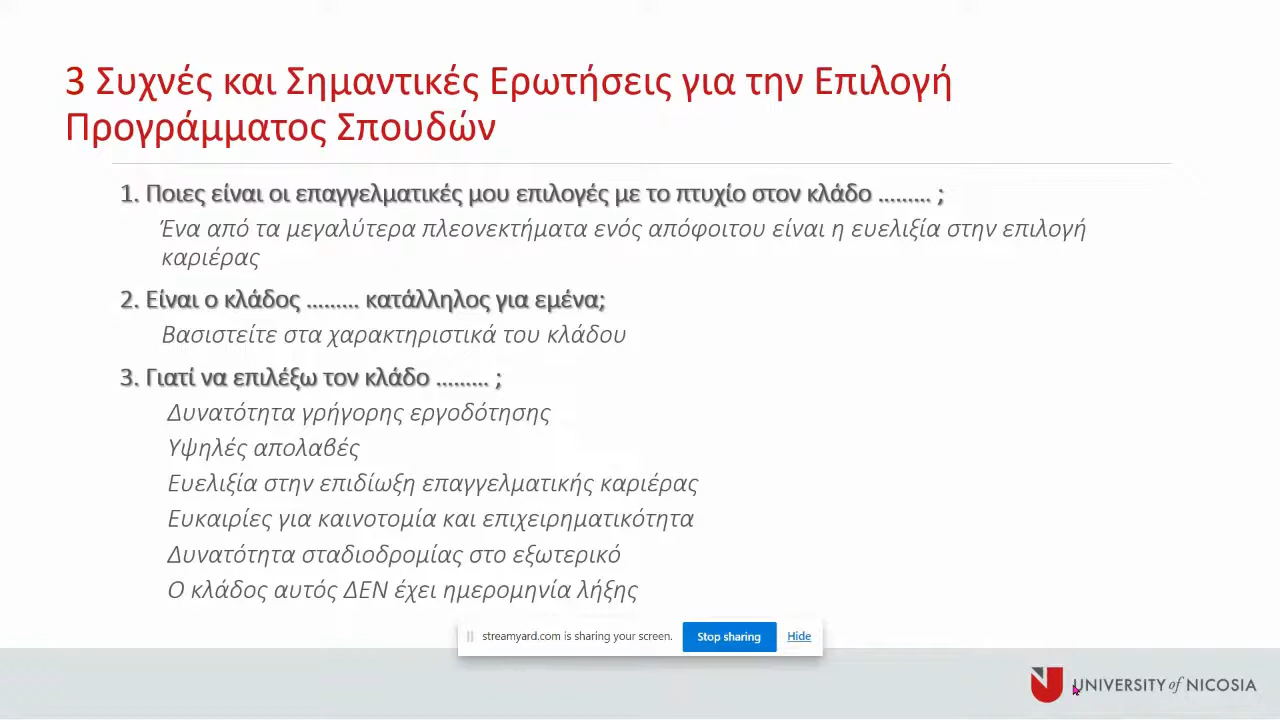 3 Συχνές και Σημαντικές Ερωτήσεις για την Επιλογή
Προγράμματος Σπουδών
1. Ποιες είναι οι επαγγελματικές μου επιλογές με το πτυχίο στον κλάδο ……… ;
Ένα από τα μεγαλύτερα πλεονεκτήματα ενός απόφοιτου είναι η ευελιξία στην επιλογή
καριέρας
2. Είναι ο κλάδος ……… κατάλληλος για εμένα;
Βασιστείτε στα χαρακτηριστικά του κλάδου
3. Γιατί να επιλέξω τον κλάδο ……… ;
Δυνατότητα γρήγορης εργοδότησης
Υψηλές απολαβές
Ευελιξία στην επιδίωξη επαγγελματικής καριέρας
Ευκαιρίες για καινοτομία και επιχειρηματικότητα
Δυνατότητα σταδιοδρομίας στο εξωτερικό
Ο κλάδος αυτός ΔΕΝ έχει ημερομηνία λήξης
streamyard.com is sharing your screen. Stop sharing Hide
UNIVERSITY of NICOSIA